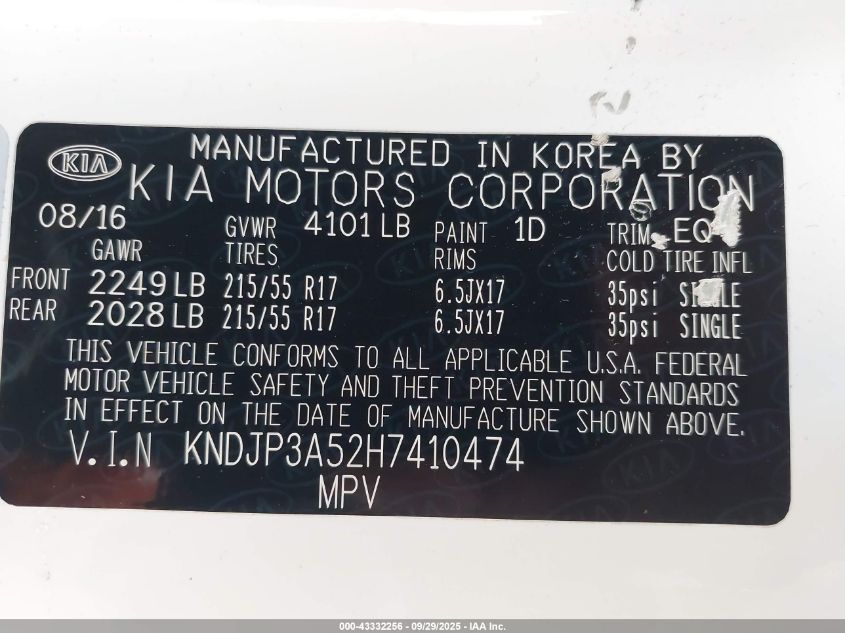 KIA
MANUFACTURED IN KOREA BY
KIA MOTORS CORPORATION
08/16 GVWR 4101 LB PAINT 1D TRIM EQ
GAWR TIRES RIMS COLD TIRE INFL
FRONT 2249 LB 215/55 R17 6.5JX17 35psi
REAR 2028 LB 215/55 R17 6.5JX17 35psi SINGLE
THIS VEHICLE CONFORMS TO ALL APPLICABLE U.S.A. FEDERAL
MOTOR VEHICLE SAFETY AND THEFT PREVENTION STANDARDS
IN EFFECT ON THE DATE OF MANUFACTURE SHOWN ABOVE.
V.I.N KNDJP3A52H7410474
MPV
000-43332256 - 09/29/2025 - IAA Inc.